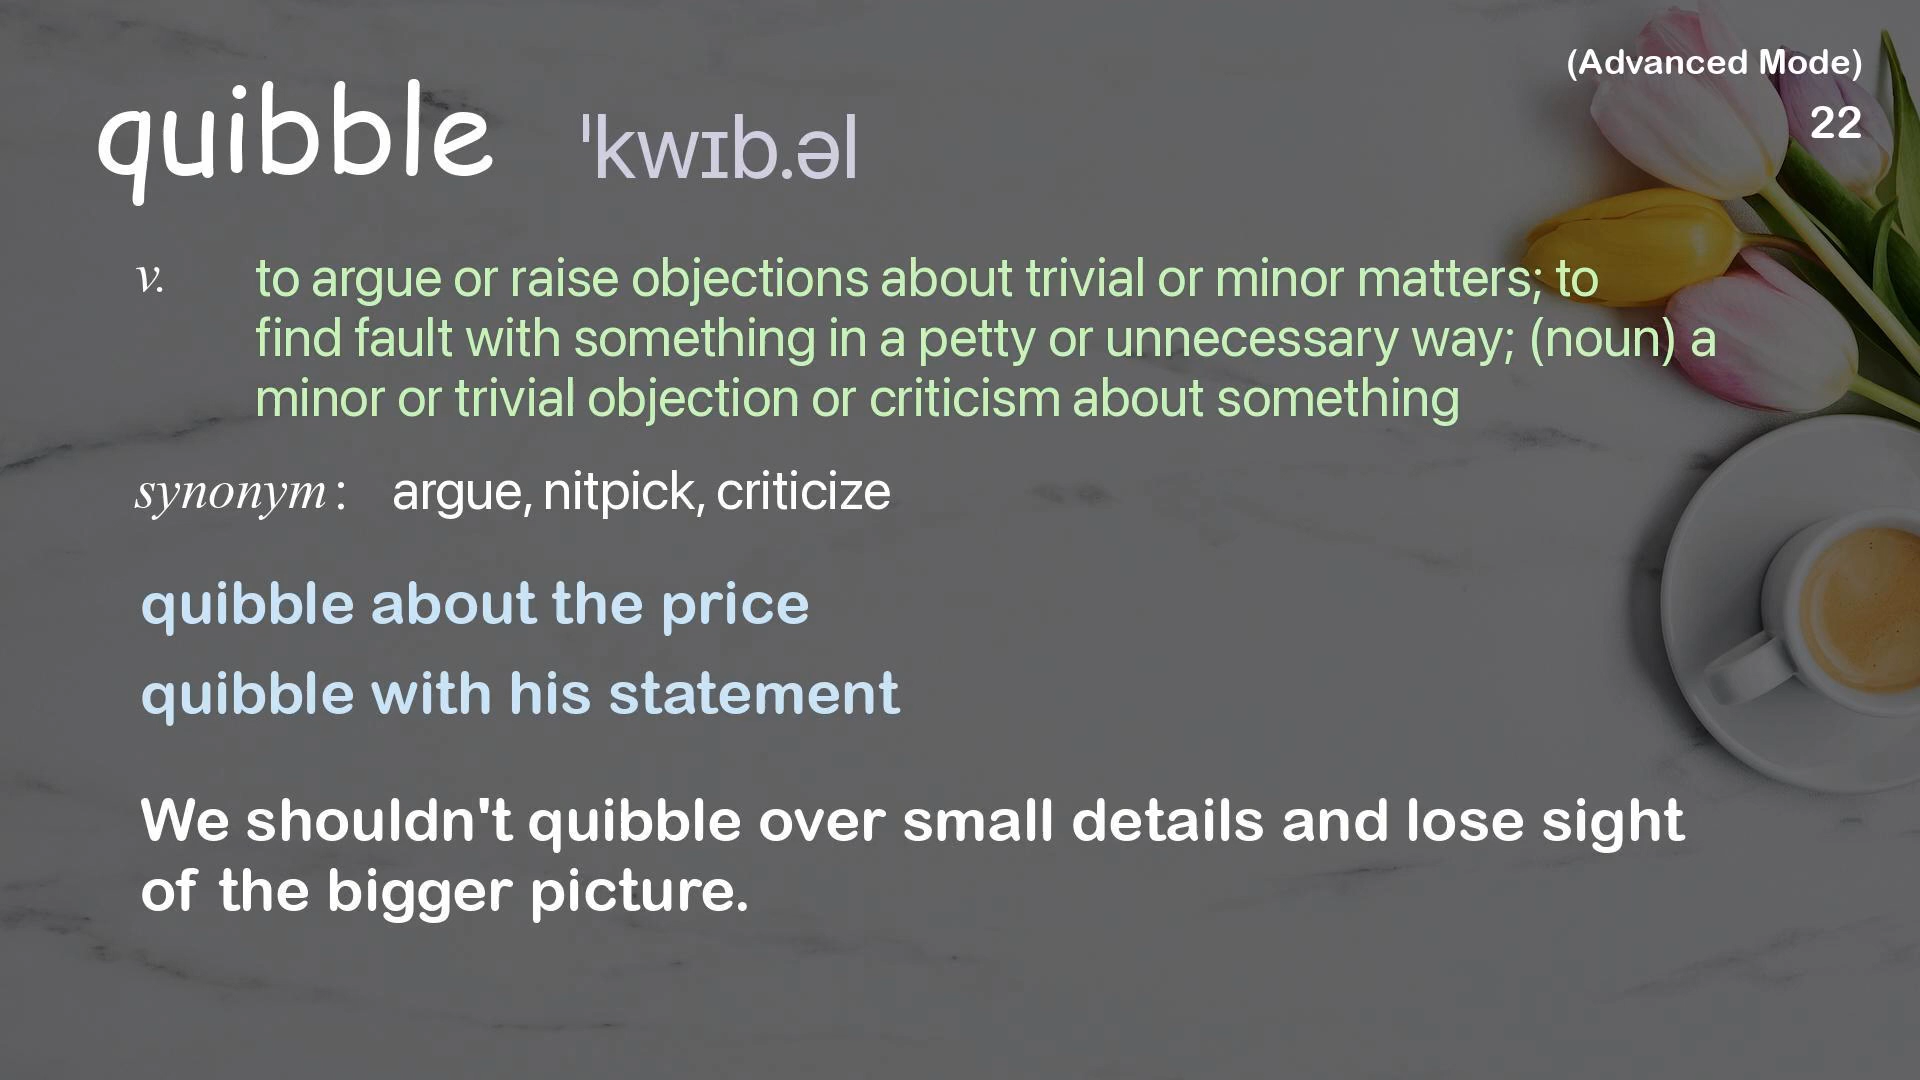 (Advanced Mode)
22
quibble ˈkwɪb.əl
v. to argue or raise objections about trivial or minor matters; to
find fault with something in a petty or unnecessary way; (noun) a
minor or trivial objection or criticism about something
synonym: argue, nitpick, criticize
quibble about the price
quibble with his statement
We shouldn't quibble over small details and lose sight
of the bigger picture.